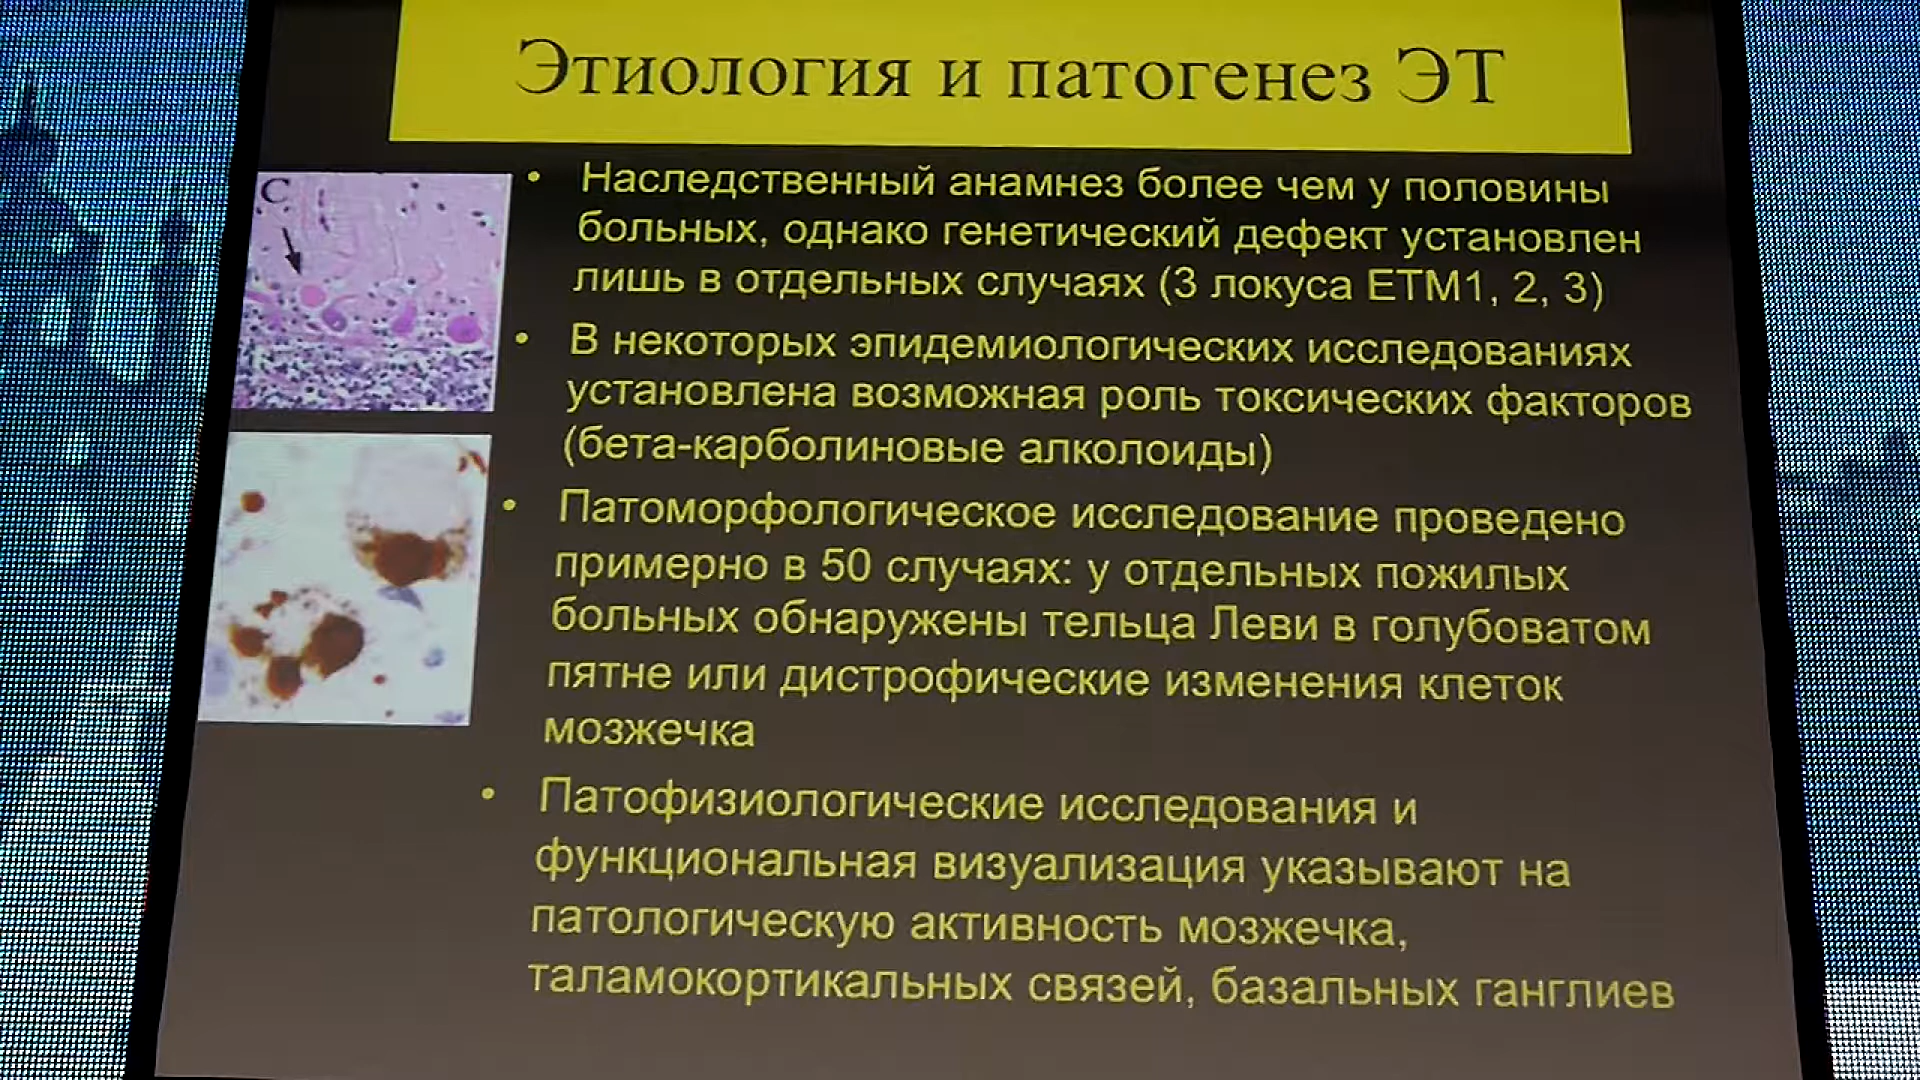 Этиология и патогенез ЭТ
С
• Наследственный анамнез более чем у половины
больных, однако генетический дефект установлен
лишь в отдельных случаях (3 локуса ЕТМ1, 2, 3)
• В некоторых эпидемиологических исследованиях
установлена возможная роль токсических факторов
(бета-карболиновые алколоиды)
• Патоморфологическое исследование проведено
примерно в 50 случаях: у отдельных пожилых
больных обнаружены тельца Леви в голубоватом
пятне или дистрофические изменения клеток
мозжечка
• Патофизиологические исследования и
функциональная визуализация указывают на
патологическую активность мозжечка,
таламокортикальных связей, базальных ганглиев